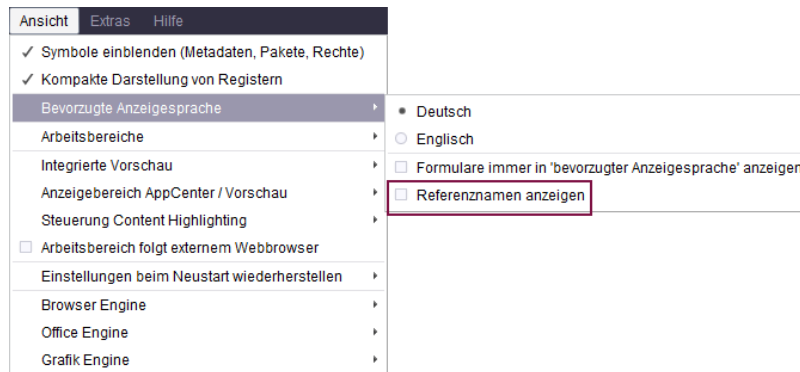 Ansicht Extras Hilfe
Symbole einblenden (Metadaten, Pakete, Rechte)
Kompakte Darstellung von Registern
Bevorzugte Anzeigesprache
Arbeitsbereiche
Integrierte Vorschau
Anzeigebereich AppCenter / Vorschau
Steuerung Content Highlighting
Arbeitsbereich folgt externem Webbrowser
Einstellungen beim Neustart wiederherstellen
Browser Engine
Office Engine
Grafik Engine
Deutsch
Englisch
Formulare immer in 'bevorzugter Anzeigesprache' anzeigen
Referenznamen anzeigen